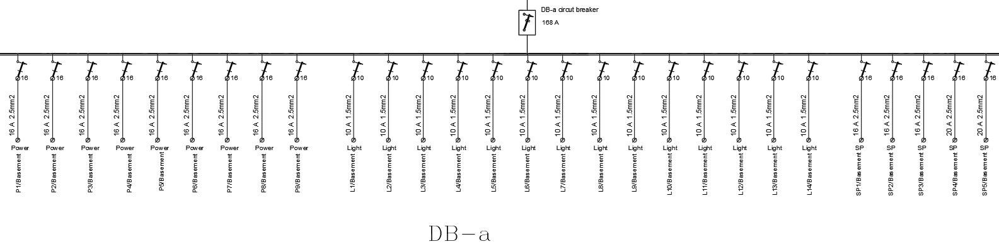 DB-a circut breaker
168 A
16 16 16 16 16 16 16 16 16 10 10 10 10 10 10 10 10 10 10 10 10 10 10 16 16 16 16 16
16 A 2.5mm2
16 A 2.5mm2
16 A 2.5mm2
16 A 2.5mm2
16 A 2.5mm2
16 A 2.5mm2
16 A 2.5mm2
16 A 2.5mm2
16 A 2.5mm2
10 A 1.5mm2
10 A 1.5mm2
10 A 1.5mm2
10 A 1.5mm2
10 A 1.5mm2
10 A 1.5mm2
10 A 1.5mm2
10 A 1.5mm2
10 A 1.5mm2
10 A 1.5mm2
10 A 1.5mm2
10 A 1.5mm2
10 A 1.5mm2
10 A 1.5mm2
16 A 2.5mm2
16 A 2.5mm2
16 A 2.5mm2
20 A 2.5mm2
20 A 2.5mm2
Power Power Power Power Power Power Power Power Power Light Light Light Light Light Light Light Light Light Light Light Light Light Light SP SP SP SP SP
P1/Basement
P2/Basement
P3/Basement
P4/Basement
P5/Basement
P6/Basement
P7/Basement
P8/Basement
P9/Basement
L1/Basement
L2/Basement
L3/Basement
L4/Basement
L5/Basement
L6/Basement
L7/Basement
L8/Basement
L9/Basement
L10/Basement
L11/Basement
L12/Basement
L13/Basement
L14/Basement
SP1/Basement
SP2/Basement
SP3/Basement
SP4/Basement
SP5/Basement
DB-a